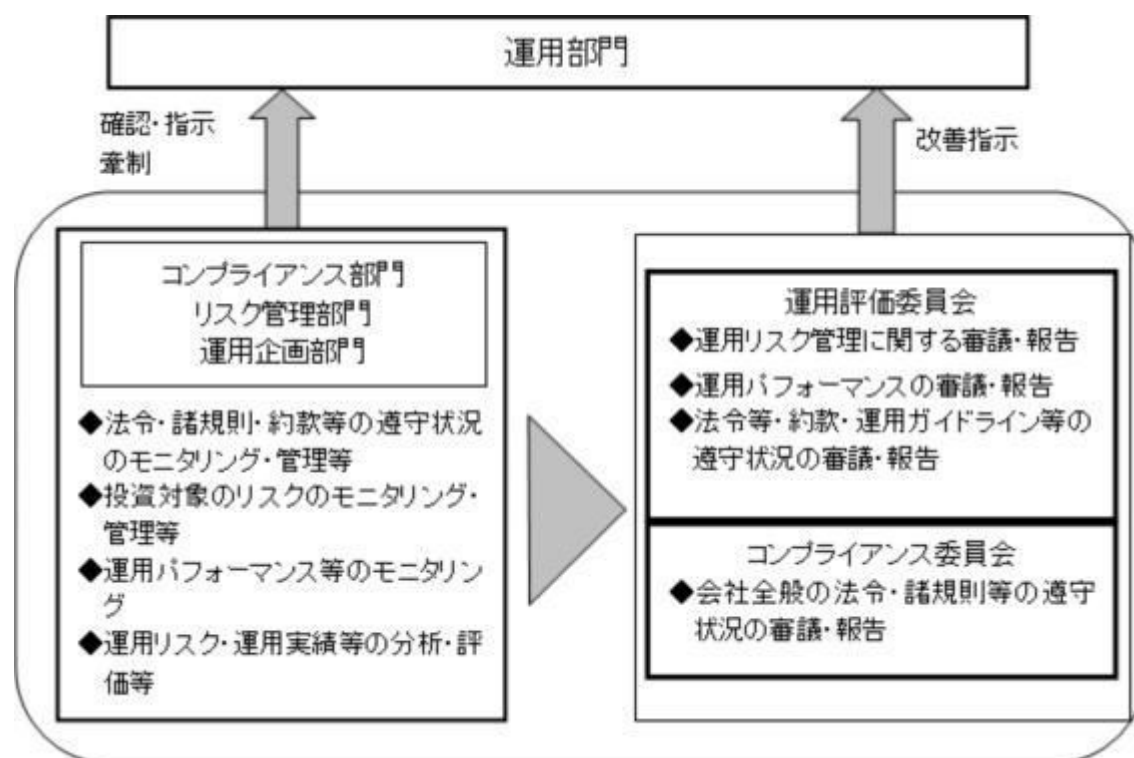 運用部門
確認・指示
牽制
改善指示
コンプライアンス部門
リスク管理部門
運用企画部門
◆法令・諸規則・約款等の遵守状況
のモニタリング・管理等
◆投資対象のリスクのモニタリング・
管理等
◆運用パフォーマンス等のモニタリン
グ
◆運用リスク・運用実績等の分析・評
価等
運用評価委員会
◆運用リスク管理に関する審議・報告
◆運用パフォーマンスの審議・報告
◆法令等・約款・運用ガイドライン等の
遵守状況の審議・報告
コンプライアンス委員会
◆会社全般の法令・諸規則等の遵守
状況の審議・報告